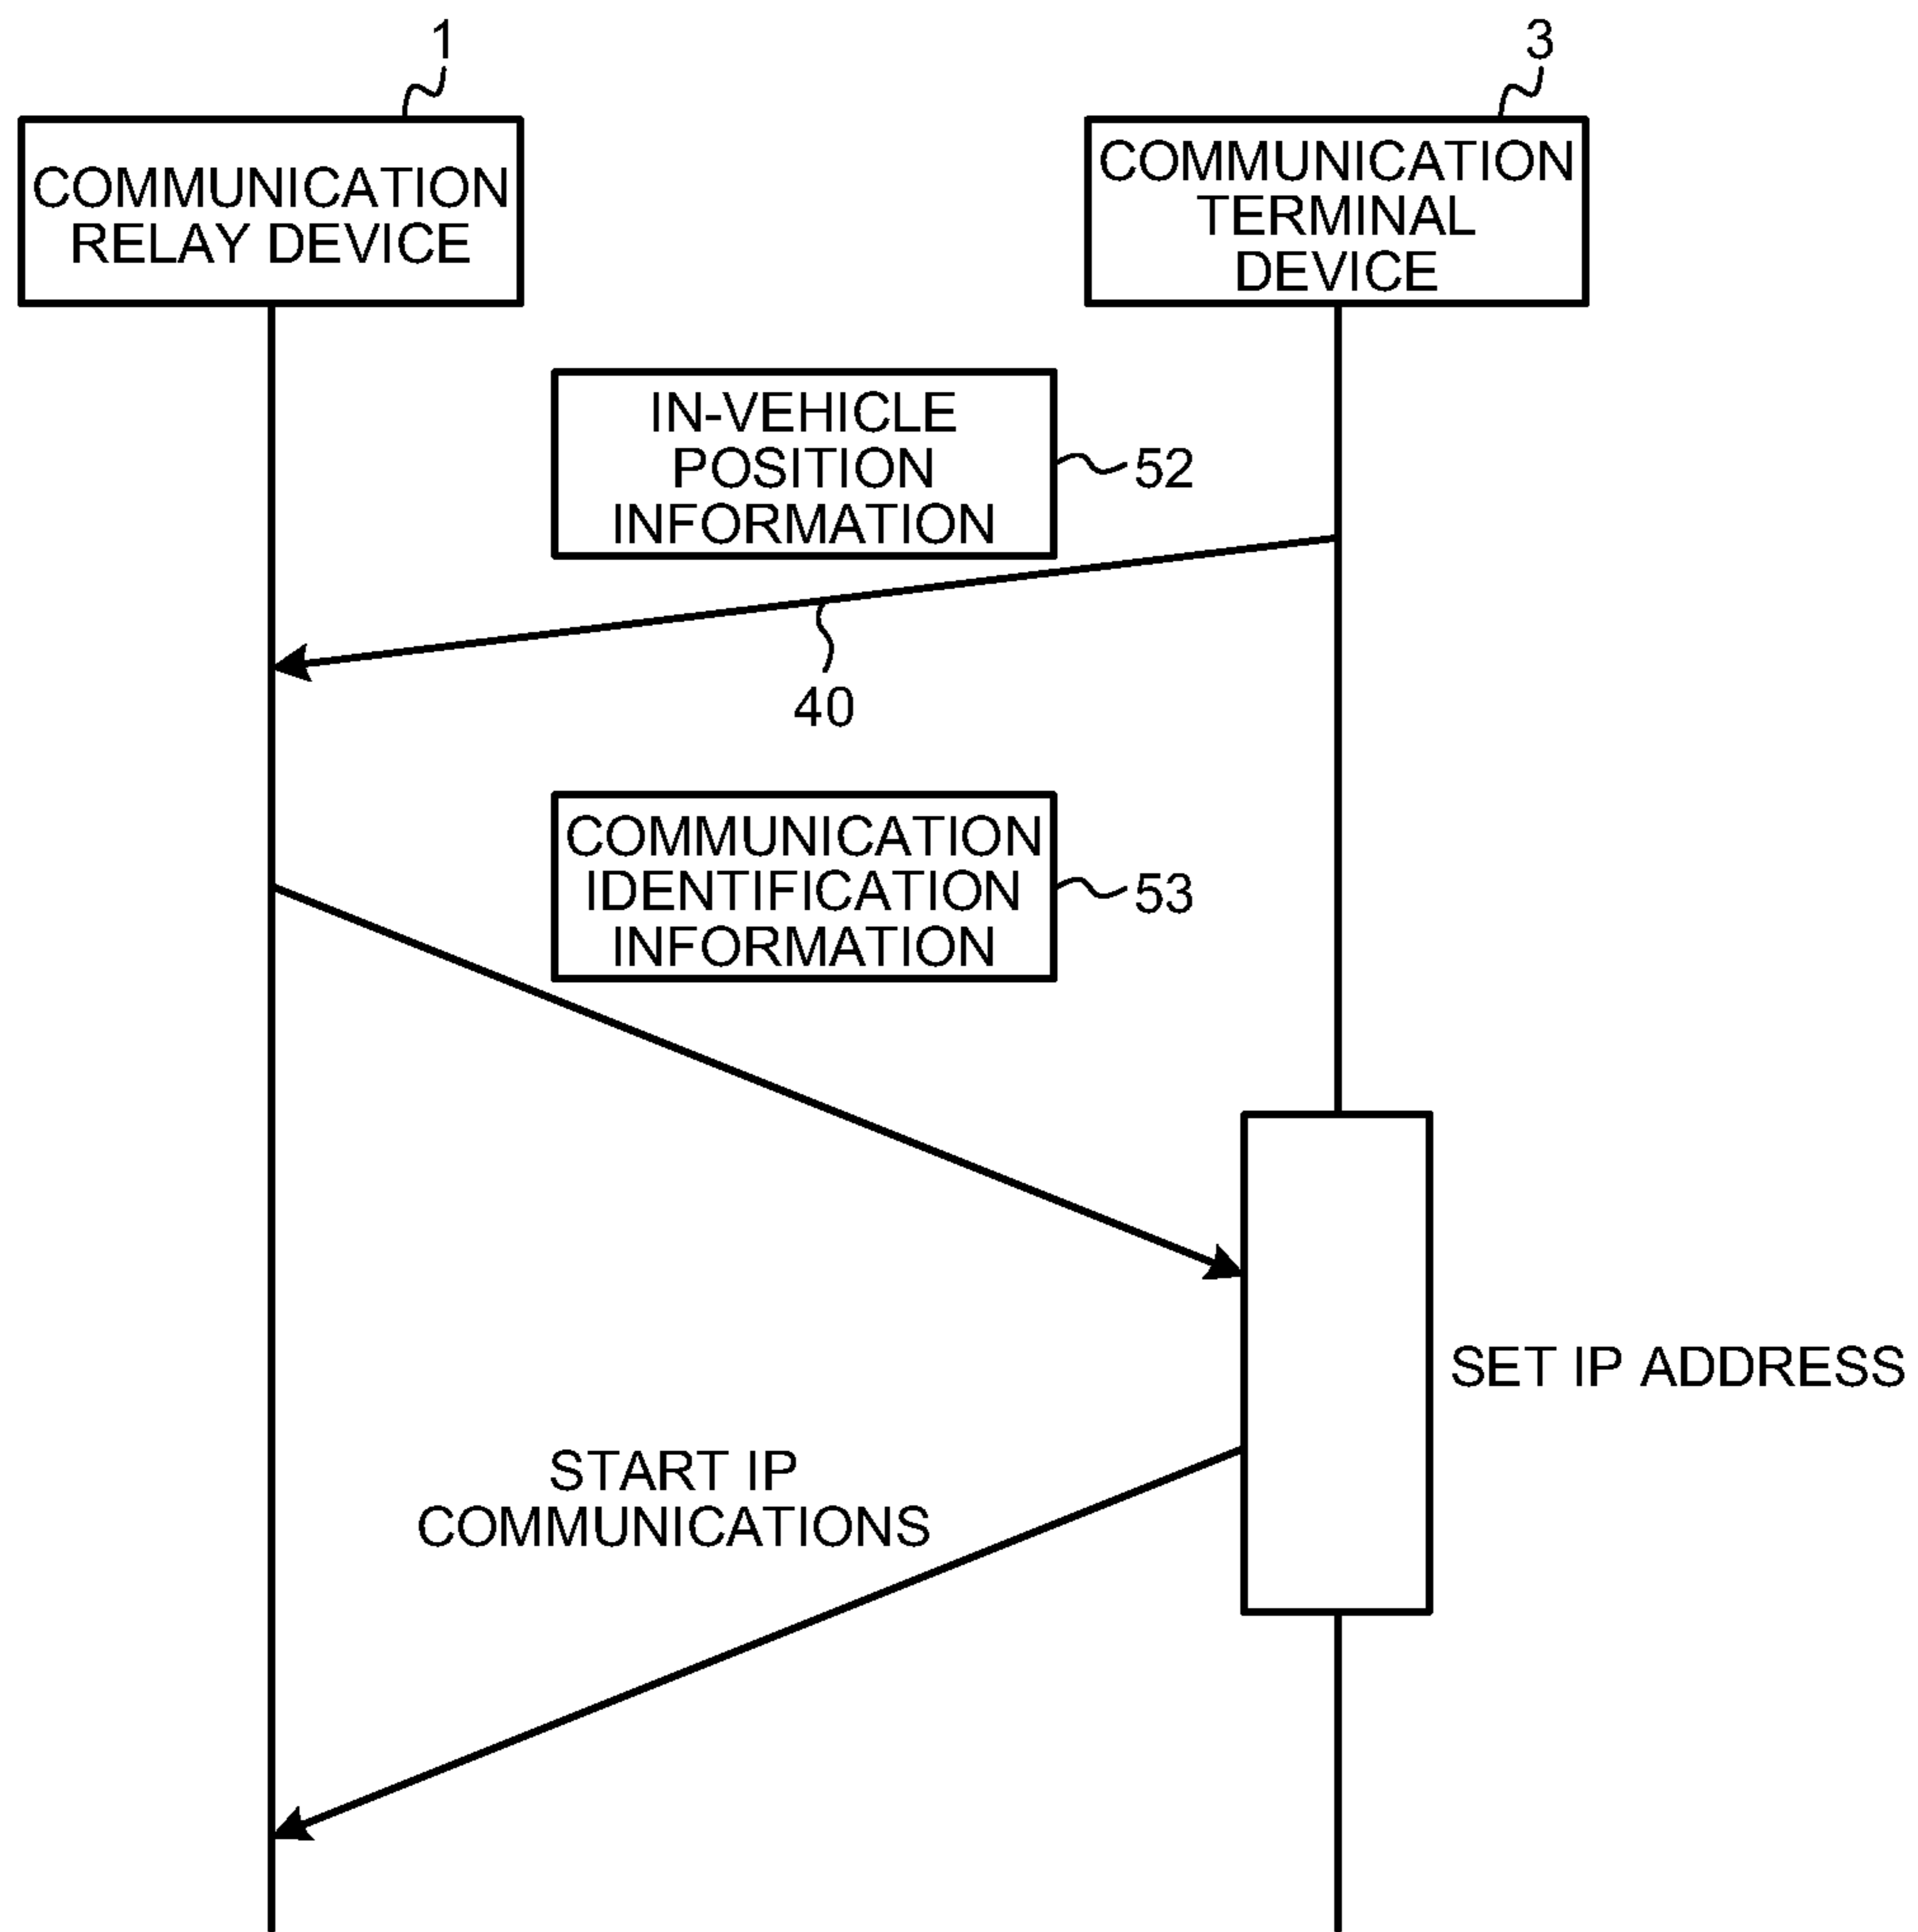 1
3
COMMUNICATION
RELAY DEVICE
COMMUNICATION
TERMINAL
DEVICE
IN-VEHICLE
POSITION
INFORMATION
52
40
COMMUNICATION
IDENTIFICATION
INFORMATION
53
SET IP ADDRESS
START IP
COMMUNICATIONS